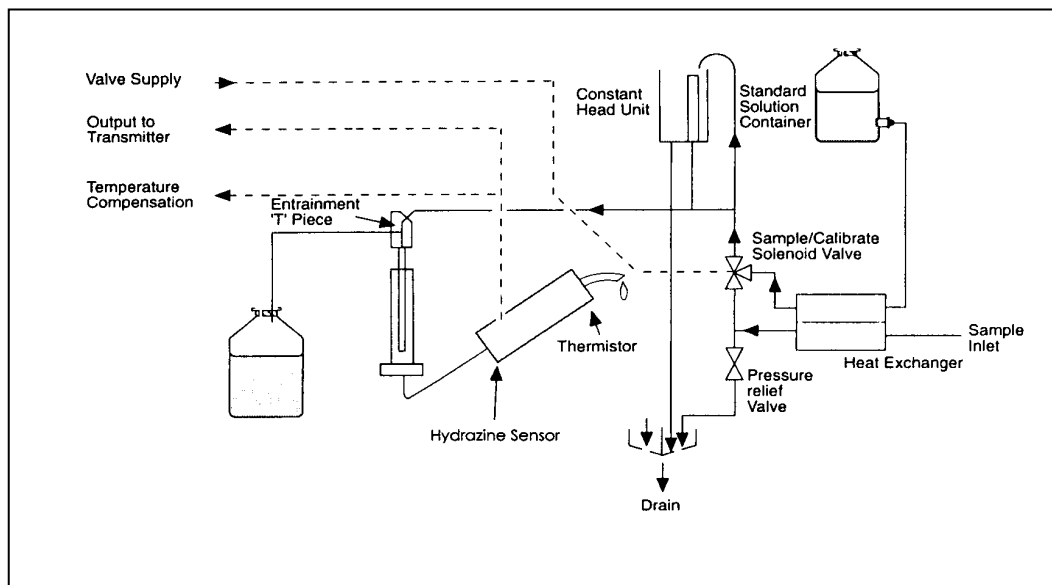 Valve Supply
Output to
Transmitter
Temperature
Compensation
Entrainment
'T' Piece
Constant
Head Unit
Standard
Solution
Container
Sample/Calibrate
Solenoid Valve
Sample
Inlet
Heat Exchanger
Thermistor
Pressure
relief
Valve
Hydrazine Sensor
Drain